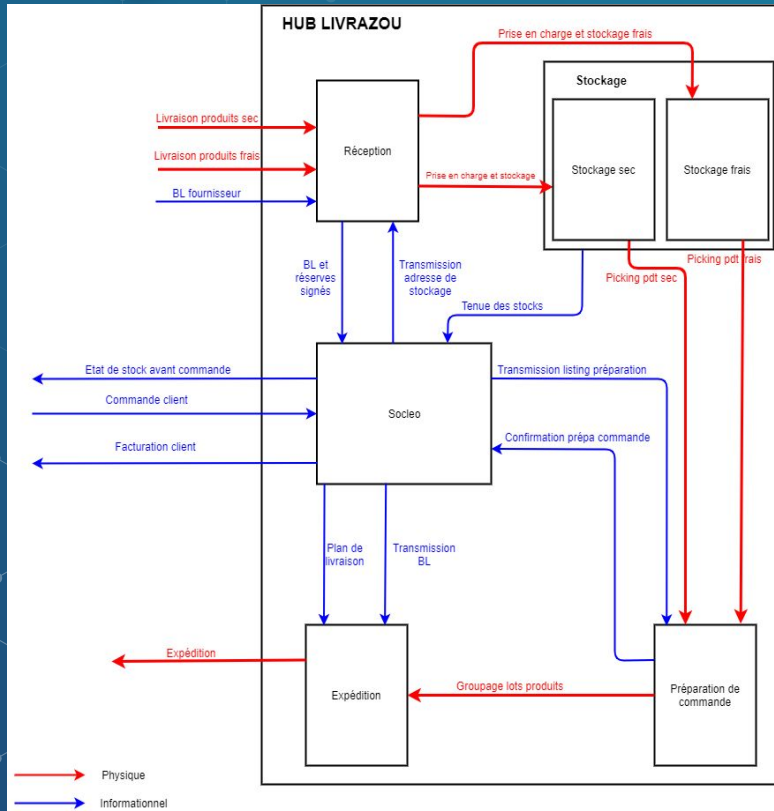 HUB LIVRAZOU
Prise en charge et stockage frais
Stockage
Livraison produits sec
Réception
Livraison produits frais
Stockage sec
Stockage frais
Prise en charge et stockage
BL fournisseur
BL et
réserves
signés
Transmission
adresse de
stockage
Picking pdt frais
Picking pdt sec
Tenue des stocks
Etat de stock avant commande
Transmission listing préparation
Commande client
Socleo
Facturation client
Confirmation prépa commande
Plan de
livraison
Transmission
BL
Expédition
Expédition
Groupage lots produits
Préparation de
commande
Physique
Informationnel